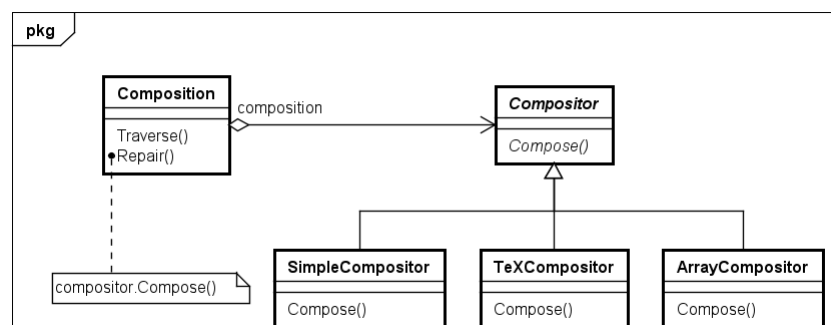 pkg
Composition
Traverse()
Repair()
composition
Compositor
Compose()
compositor.Compose()
SimpleCompositor
Compose()
TeXCompositor
Compose()
ArrayCompositor
Compose()